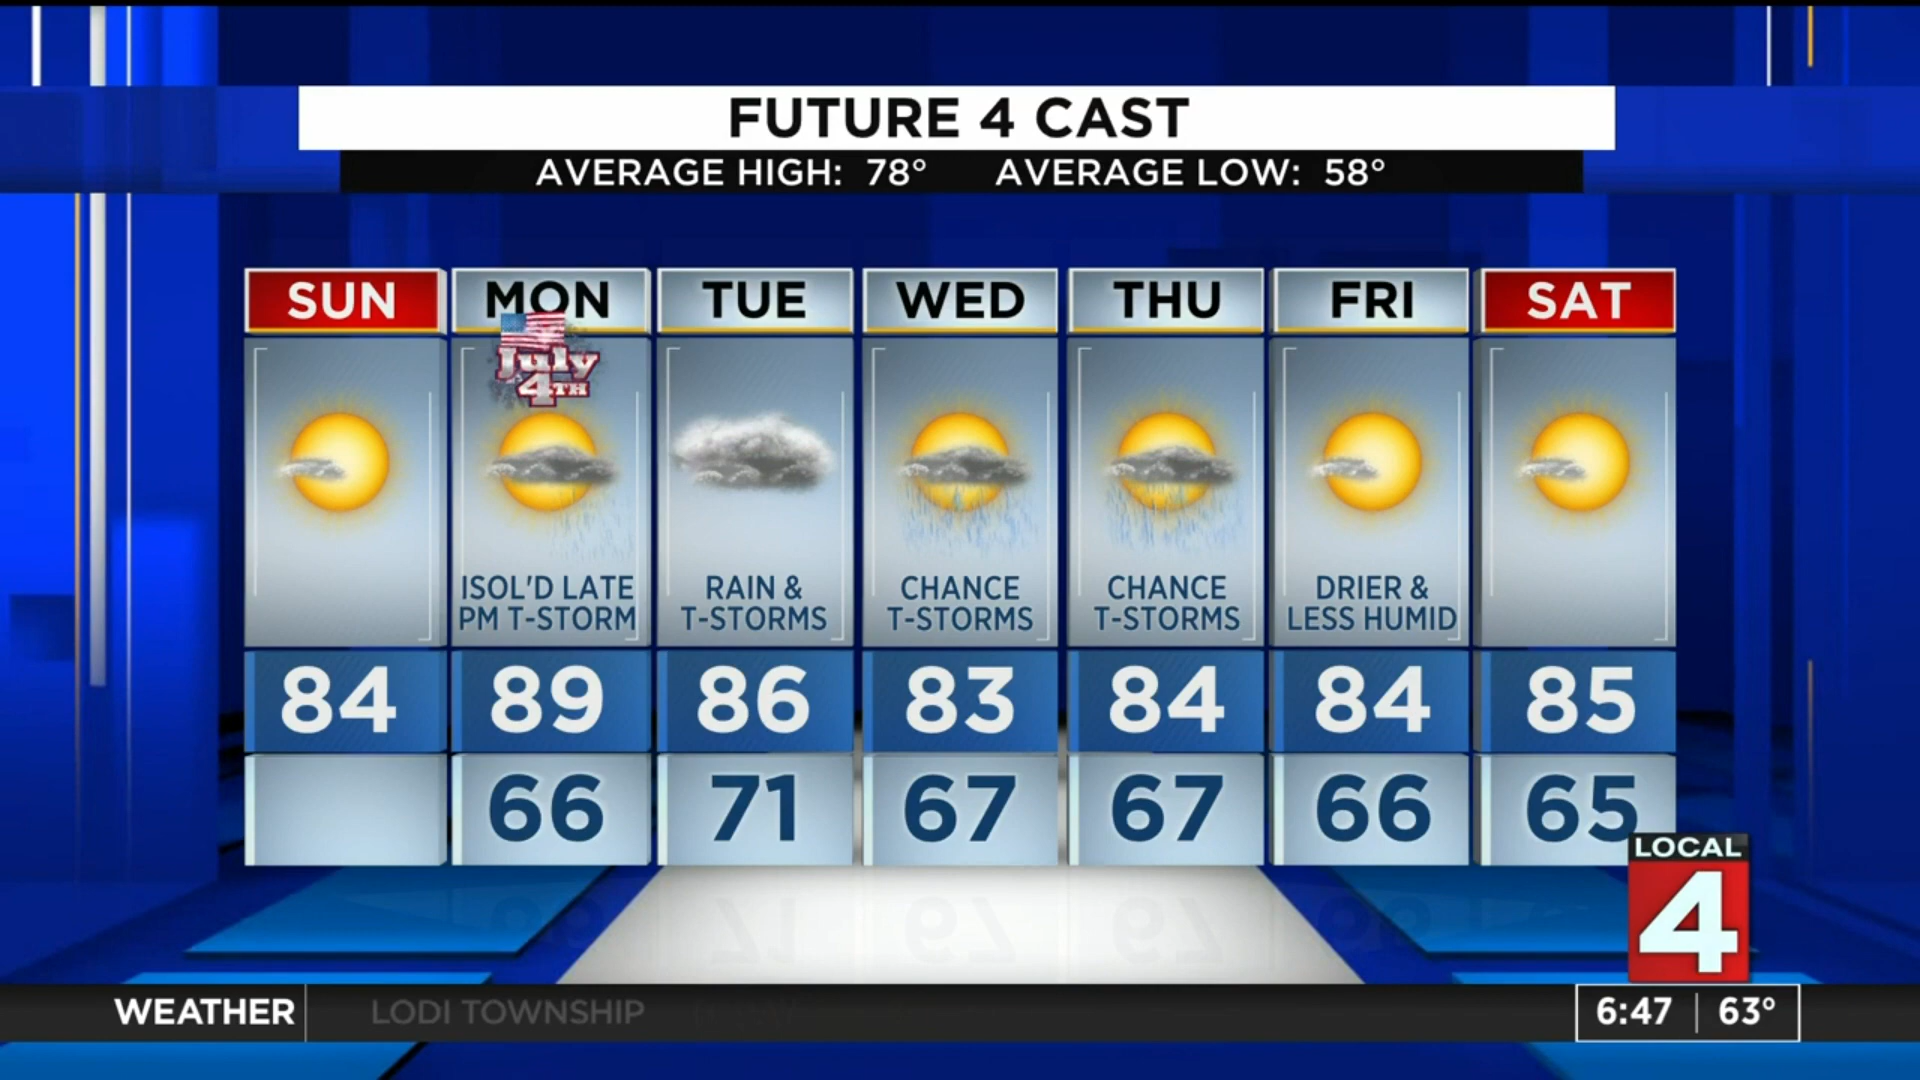 FUTURE 4 CAST
AVERAGE HIGH: 78° AVERAGE LOW: 58°
SUN MON TUE WED THU FRI SAT
July
4TH
ISOL'D LATE RAIN & CHANCE CHANCE DRIER &
PM T-STORM T-STORMS T-STORMS T-STORMS LESS HUMID
84 89 86 83 84 84 85
66 71 67 67 66 65
LOCAL
4
WEATHER LODI TOWNSHIP 6:47 63°